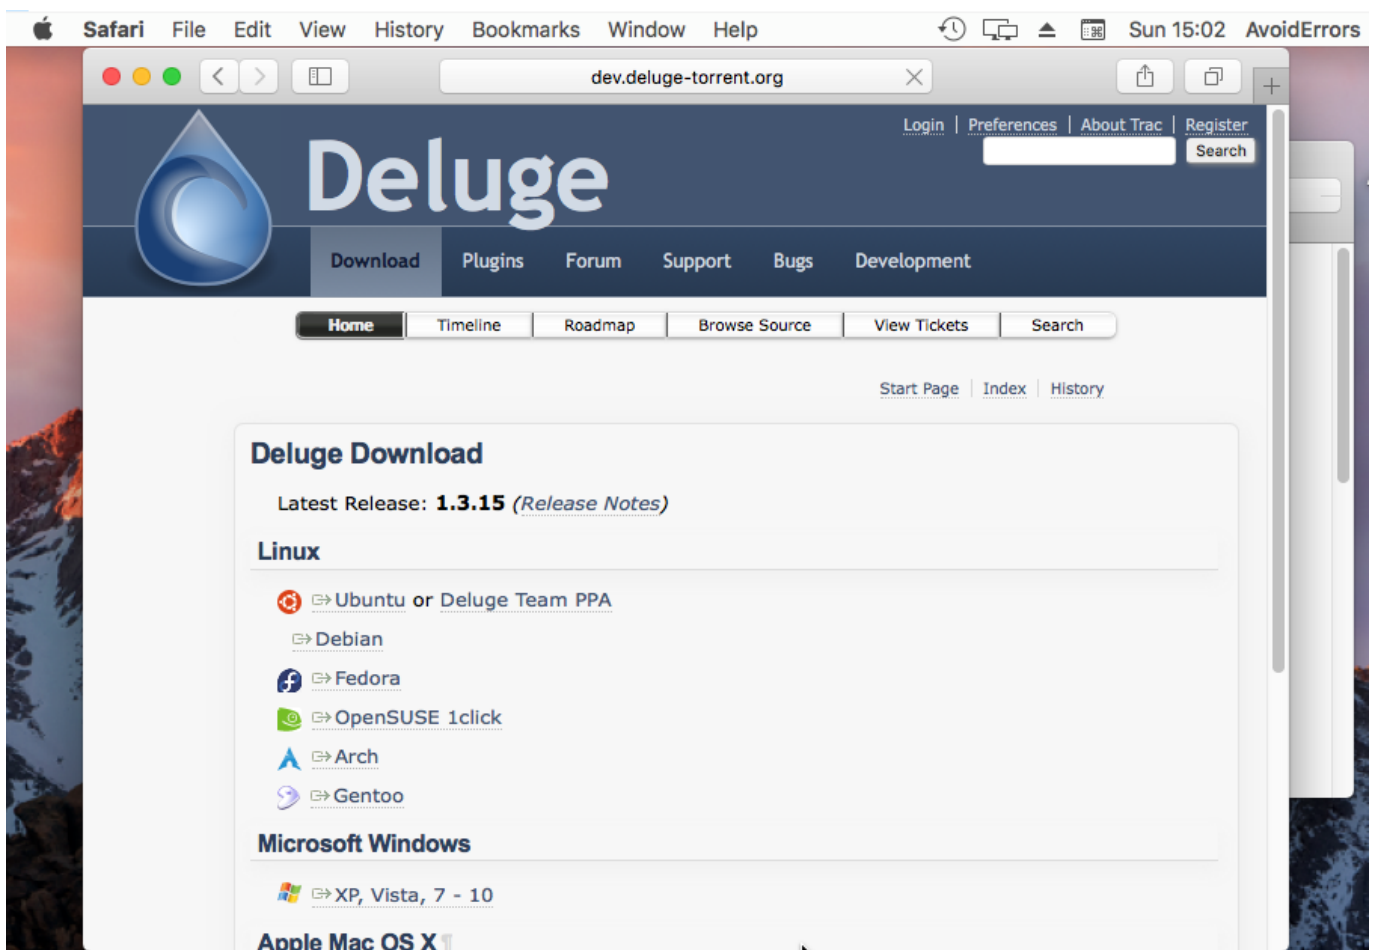 Safari File Edit View History Bookmarks Window Help Sun 15:02 AvoidErrors
dev.deluge-torrent.org
Login Preferences About Trac Register
Search
Deluge
Download Plugins Forum Support Bugs Development
Home Timeline Roadmap Browse Source View Tickets Search
Start Page Index History
Deluge Download
Latest Release: 1.3.15 (Release Notes)
Linux
Ubuntu or Deluge Team PPA
Debian
Fedora
OpenSUSE 1click
Arch
Gentoo
Microsoft Windows
XP, Vista, 7 - 10
Apple Mac OS X ¶